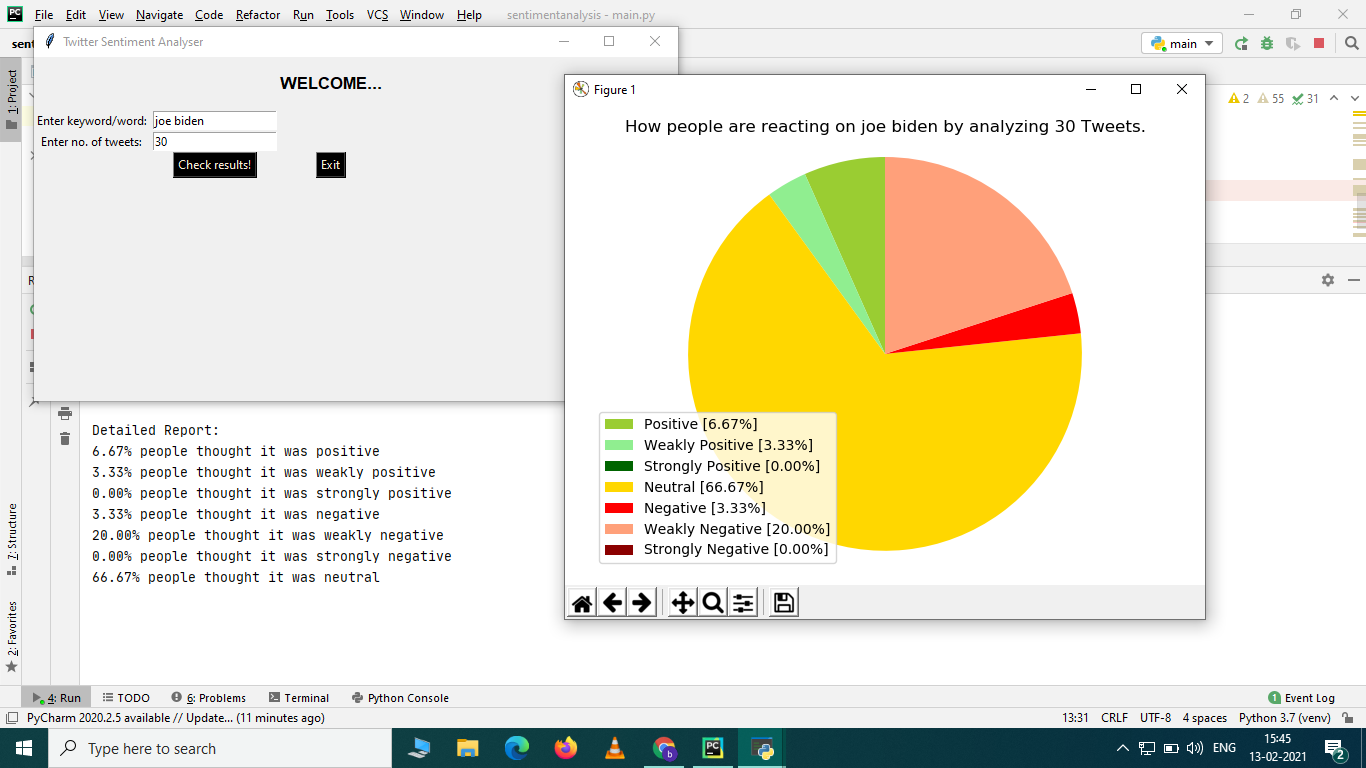 File Edit View Navigate Code Refactor Run Tools VCS Window Help sentimentanalysis - main.py
Twitter Sentiment Analyser
main
WELCOME...
Enter keyword/word: joe biden
Enter no. of tweets: 30
Check results! Exit
Figure 1
2 55 31
How people are reacting on joe biden by analyzing 30 Tweets.
Positive [6.67%]
Weakly Positive [3.33%]
Strongly Positive [0.00%]
Neutral [66.67%]
Negative [3.33%]
Weakly Negative [20.00%]
Strongly Negative [0.00%]
1: Project
7: Structure
2: Favorites
Detailed Report:
6.67% people thought it was positive
3.33% people thought it was weakly positive
0.00% people thought it was strongly positive
3.33% people thought it was negative
20.00% people thought it was weakly negative
0.00% people thought it was strongly negative
66.67% people thought it was neutral
4: Run TODO 6: Problems Terminal Python Console 1 Event Log
PyCharm 2020.2.5 available // Update... (11 minutes ago) 13:31 CRLF UTF-8 4 spaces Python 3.7 (venv)
Type here to search ENG 15:45
13-02-2021 2